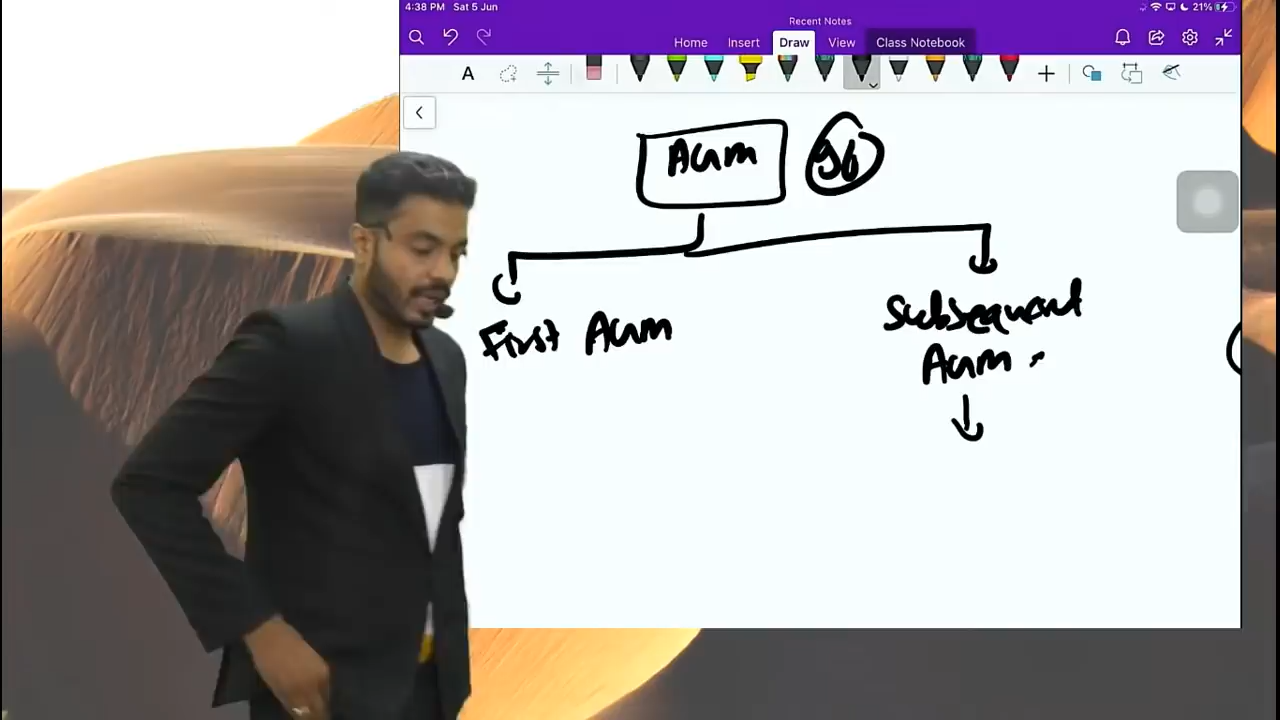 4:38 PM Sat 5 Jun
21%
Recent Notes
Home Insert Draw View Class Notebook
A
AGM 96
First AGM
Subsequent
AGM